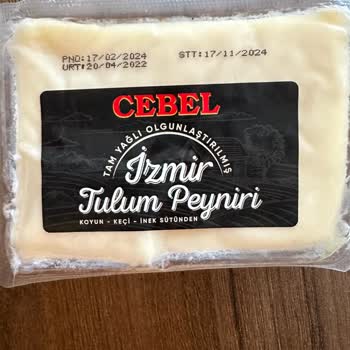 PND:17/02/2024 STT:17/11/2024
URT:20/04/2022
CEBEL
TAM YAĞLI OLGUNLAŞTIRILMIŞ
İzmir
Tulum Peyniri
KOYUN - KEÇİ - İNEK SÜTÜNDEN